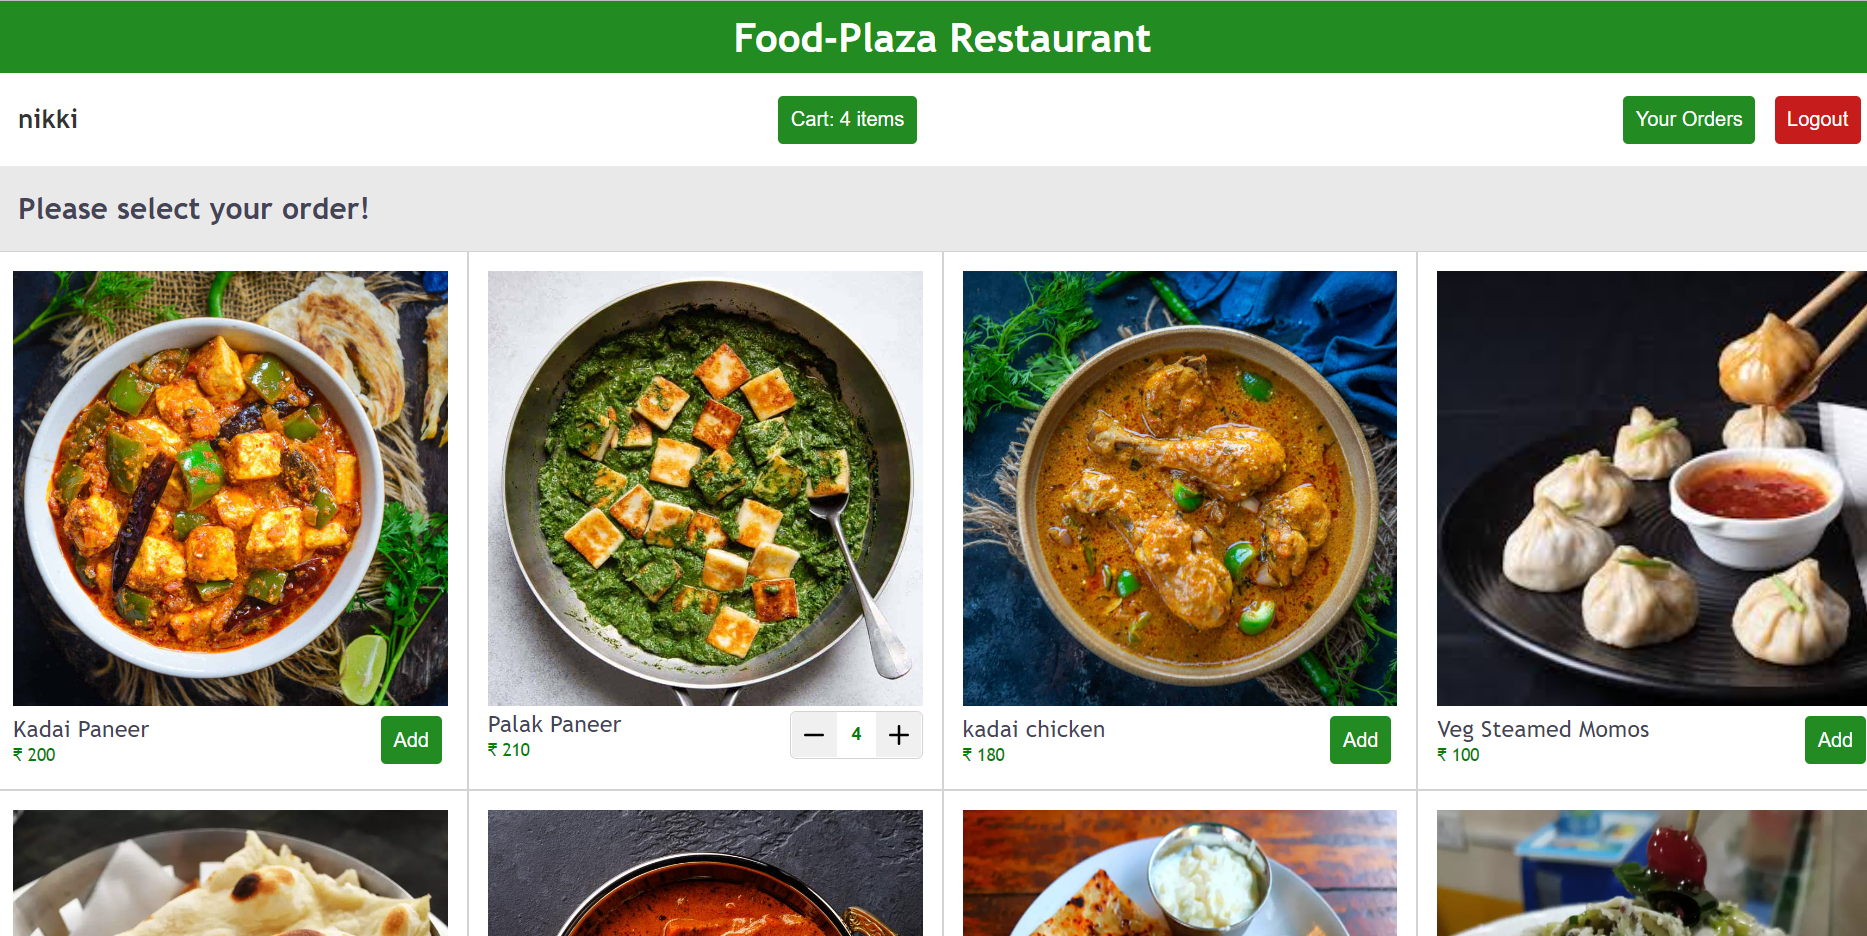 Food-Plaza Restaurant
nikki
Cart: 4 items
Your Orders
Logout
Please select your order!
Kadai Paneer
₹ 200
Add
Palak Paneer
₹ 210
4
kadai chicken
₹ 180
Add
Veg Steamed Momos
₹ 100
Add